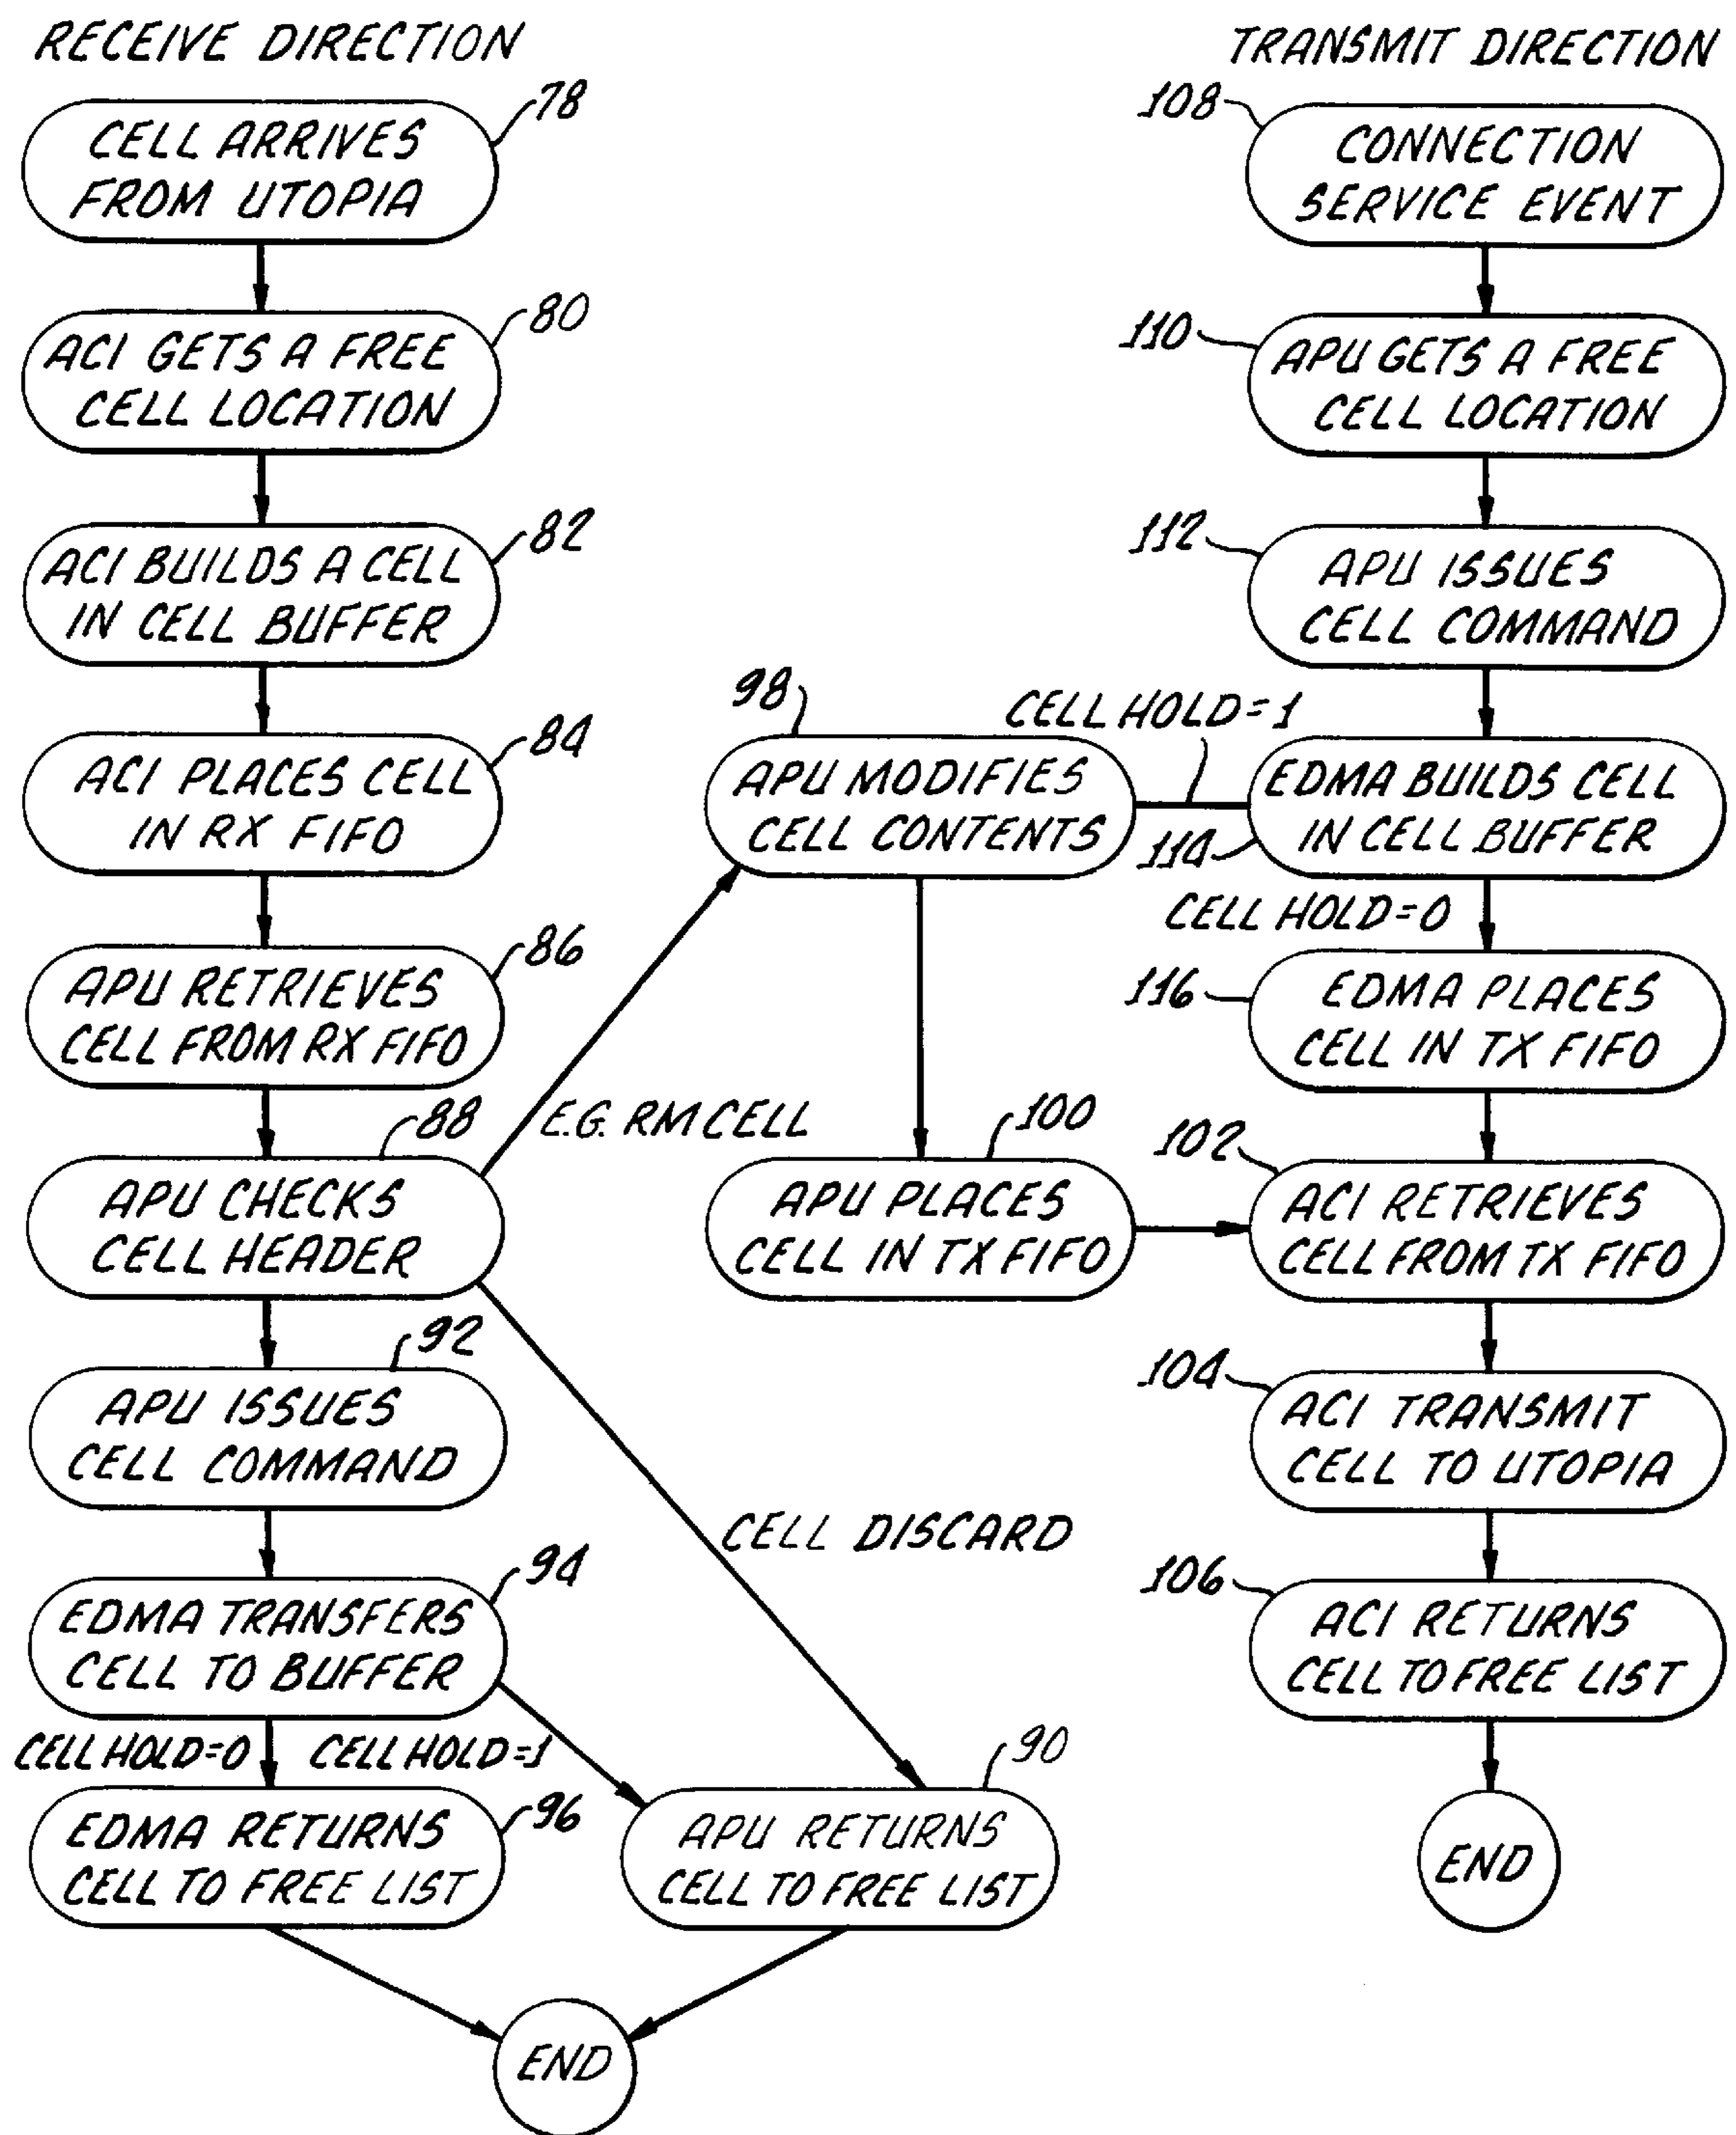 RECEIVE DIRECTION
78
CELL ARRIVES
FROM UTOPIA
80
ACI GETS A FREE
CELL LOCATION
82
ACI BUILDS A CELL
IN CELL BUFFER
84
ACI PLACES CELL
IN RX FIFO
86
APU RETRIEVES
CELL FROM RX FIFO
88
APU CHECKS
CELL HEADER
E.G. RM CELL
CELL DISCARD
92
APU ISSUES
CELL COMMAND
94
EDMA TRANSFERS
CELL TO BUFFER
CELL HOLD=0
CELL HOLD=1
96
EDMA RETURNS
CELL TO FREE LIST
90
APU RETURNS
CELL TO FREE LIST
END
98
APU MODIFIES
CELL CONTENTS
100
APU PLACES
CELL IN TX FIFO
TRANSMIT DIRECTION
108
CONNECTION
SERVICE EVENT
110
APU GETS A FREE
CELL LOCATION
112
APU ISSUES
CELL COMMAND
CELL HOLD=1
114
EDMA BUILDS CELL
IN CELL BUFFER
CELL HOLD=0
116
EDMA PLACES
CELL IN TX FIFO
102
ACI RETRIEVES
CELL FROM TX FIFO
104
ACI TRANSMIT
CELL TO UTOPIA
106
ACI RETURNS
CELL TO FREE LIST
END